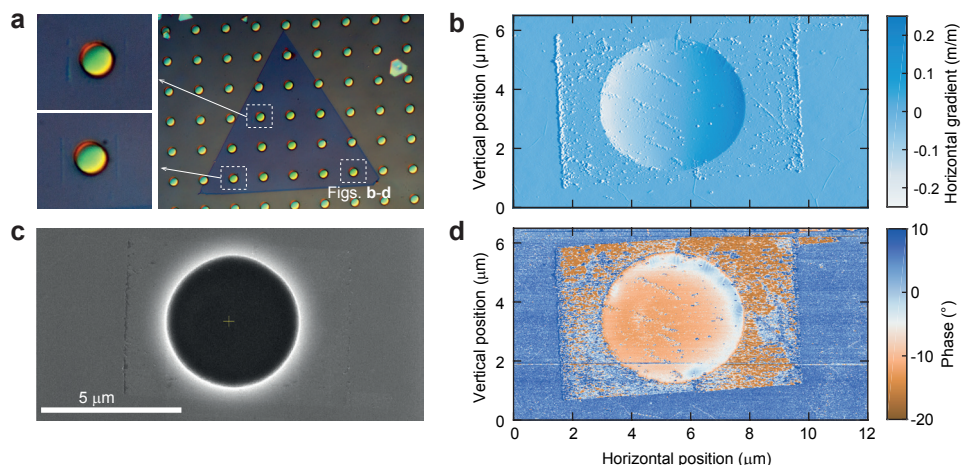 a
Figs. b-d
b
Vertical position (μm)
6
4
2
0
0.2
0.1
0
-0.1
-0.2
Horizontal gradient (m/m)
c
5 μm
d
Vertical position (μm)
6
4
2
0
0
2
4
6
8
10
12
Horizontal position (μm)
10
0
-10
-20
Phase (°)